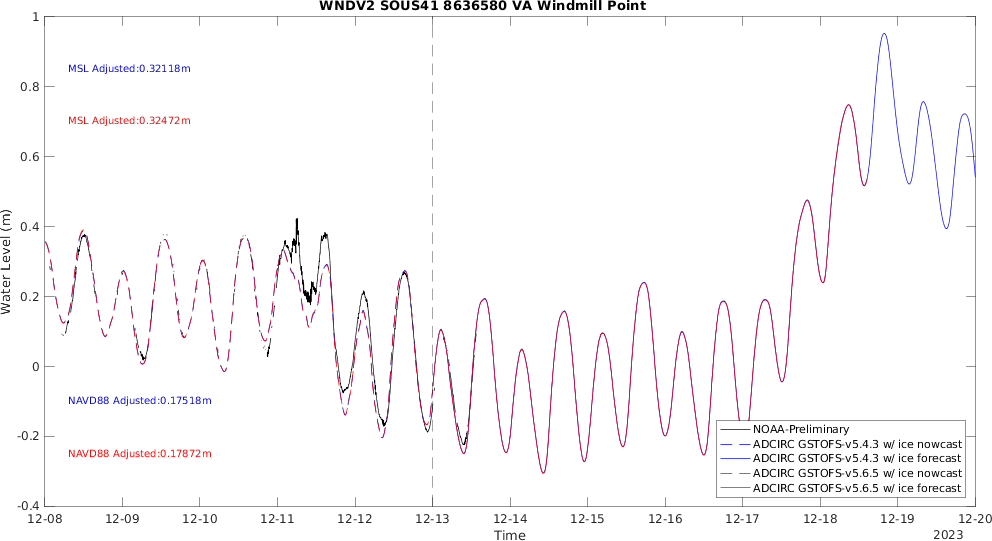 WNDV2 SOUS41 8636580 VA Windmill Point
1
0.8
0.6
0.4
0.2
0
-0.2
-0.4
Water Level (m)
MSL Adjusted:0.32118m
MSL Adjusted:0.32472m
NAVD88 Adjusted:0.17518m
NAVD88 Adjusted:0.17872m
NOAA-Preliminary
ADCIRC GSTOFS-v5.4.3 w/ ice nowcast
ADCIRC GSTOFS-v5.4.3 w/ ice forecast
ADCIRC GSTOFS-v5.6.5 w/ ice nowcast
ADCIRC GSTOFS-v5.6.5 w/ ice forecast
12-08 12-09 12-10 12-11 12-12 12-13 12-14 12-15 12-16 12-17 12-18 12-19 12-20
Time
2023